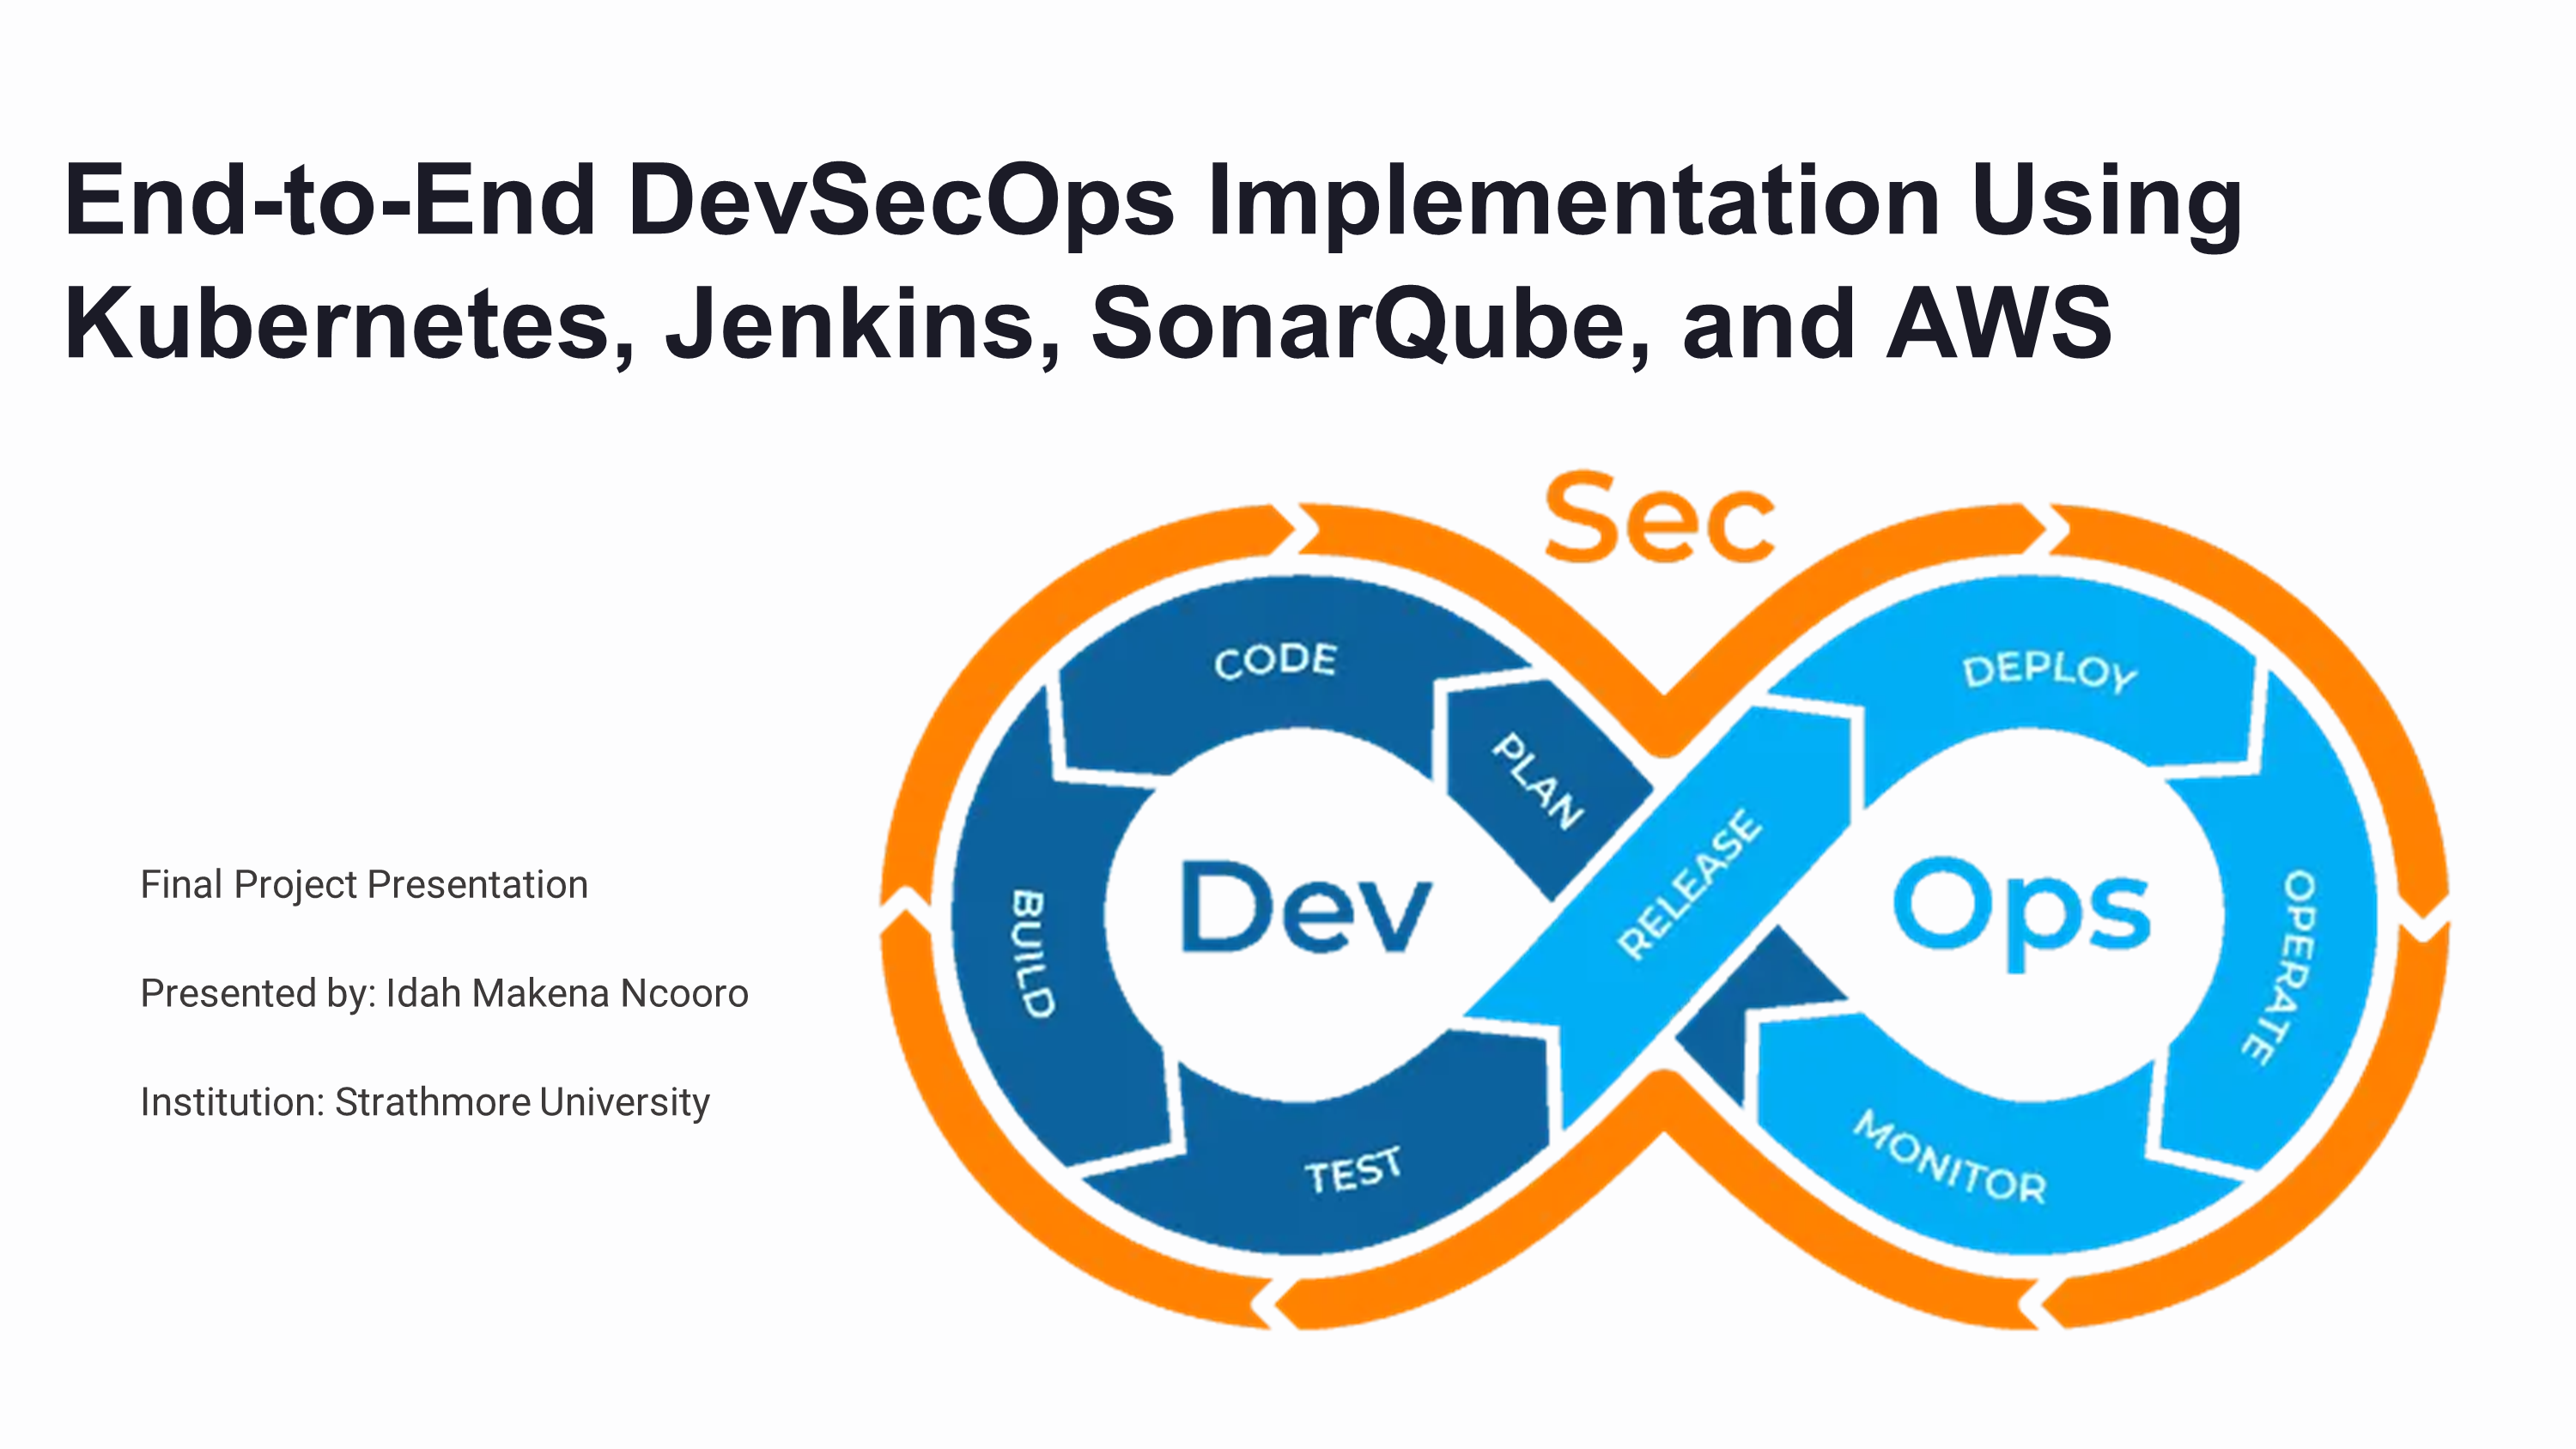 End-to-End DevSecOps Implementation Using
Kubernetes, Jenkins, SonarQube, and AWS
Sec
CODE
DEPLOY
PLAN
RELEASE
Dev
Ops
BUILD
OPERATE
TEST
MONITOR
Final Project Presentation
Presented by: Idah Makena Ncooro
Institution: Strathmore University